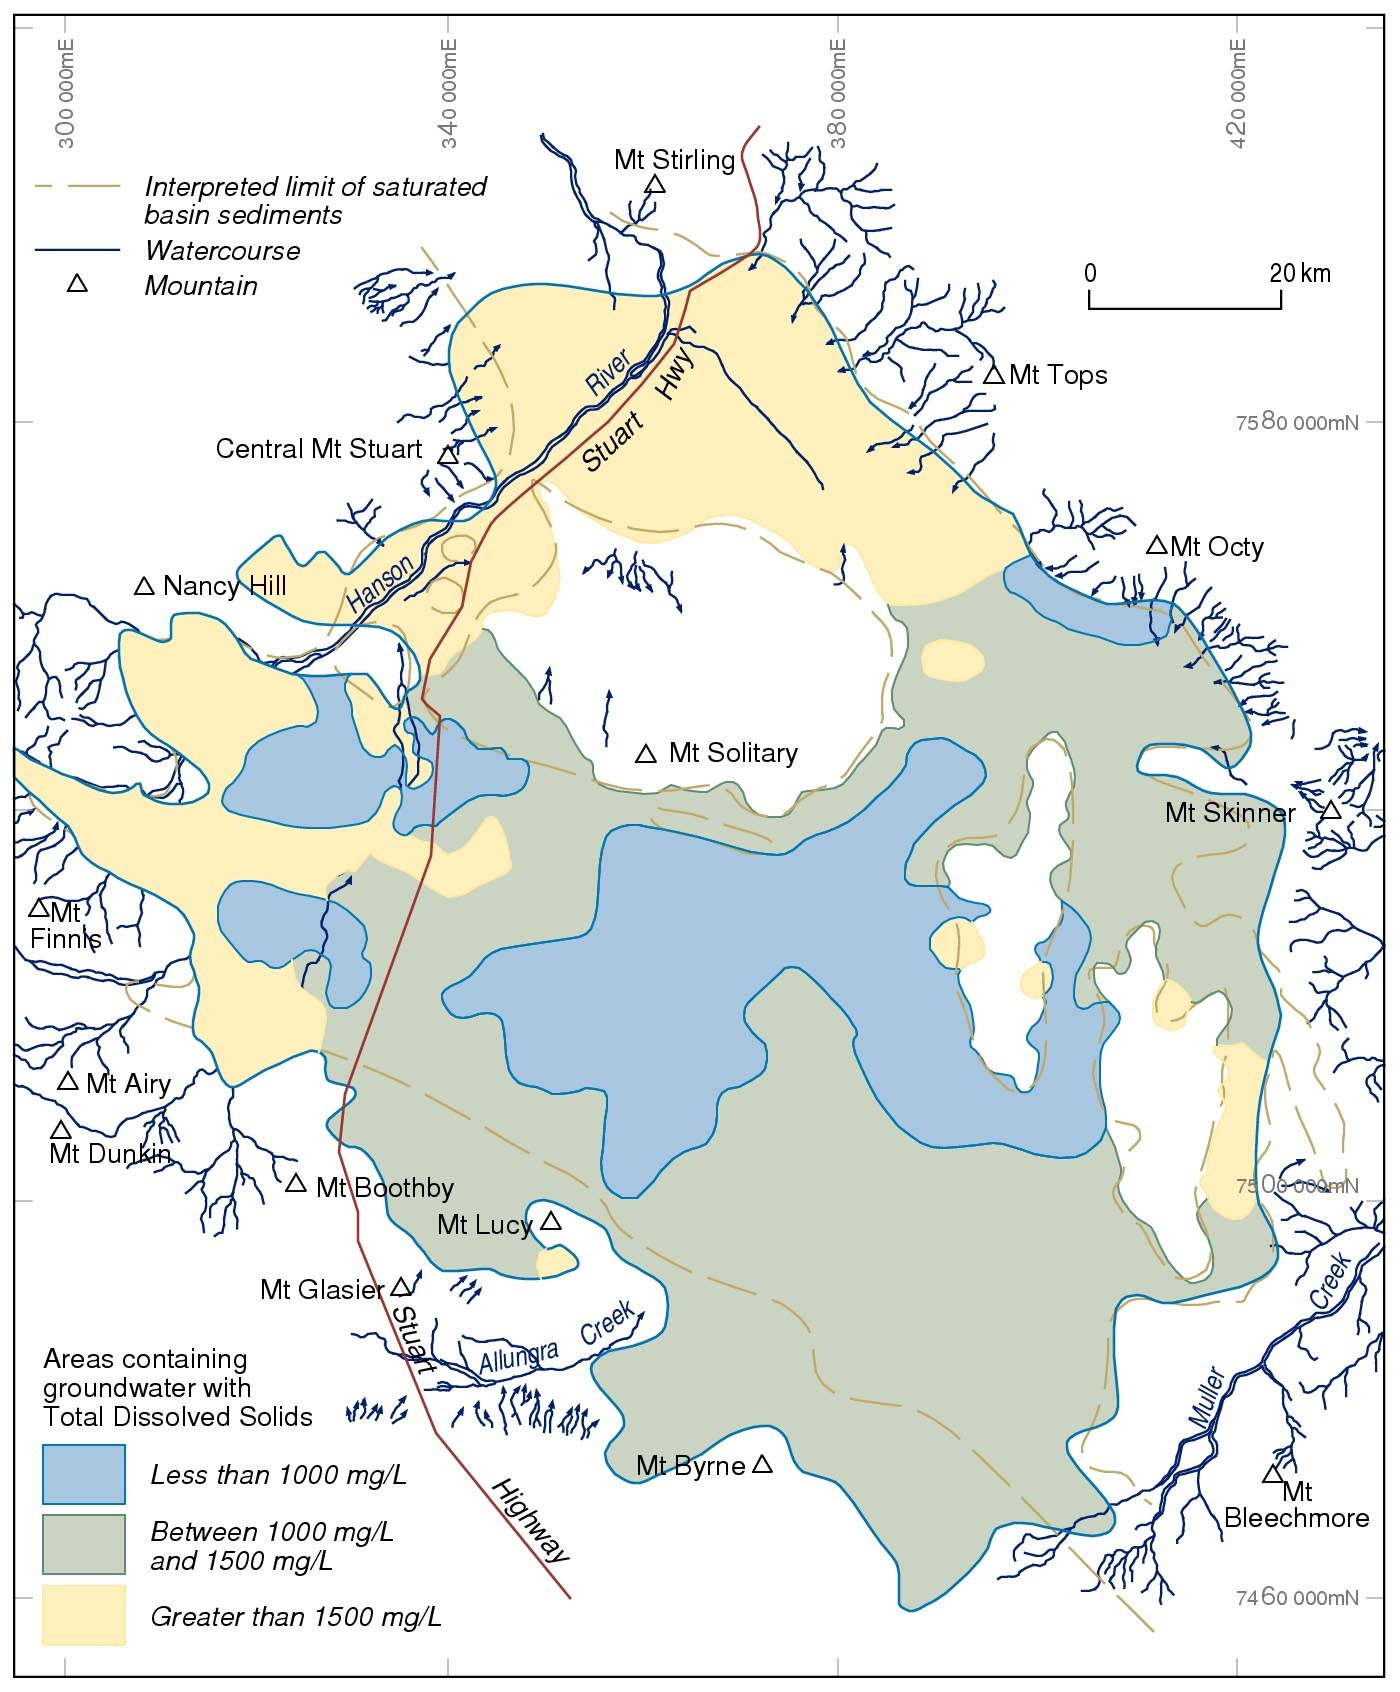 300 000mE
340 000mE
380 000mE
420 000mE
Mt Stirling
Interpreted limit of saturated
basin sediments
Watercourse
Mountain
0 20 km
River
Hwy
Stuart
Mt Tops
7580 000mN
Central Mt Stuart
Mt Octy
Hanson
Nancy Hill
Mt Solitary
Mt Skinner
Mt
Finnis
Mt Airy
Mt Dunkin
Mt Boothby
7500 000mN
Mt Lucy
Mt Glasier
Stuart
Allungra Creek
Creek
Muller
Areas containing
groundwater with
Total Dissolved Solids
Less than 1000 mg/L
Mt Byrne
Highway
Mt
Bleechmore
Between 1000 mg/L
and 1500 mg/L
Greater than 1500 mg/L
7460 000mN